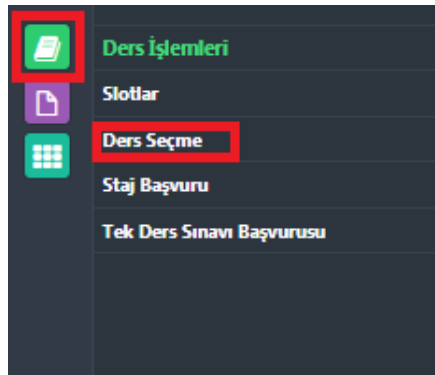 Ders İşlemleri
Slotlar
Ders Seçme
Staj Başvuru
Tek Ders Sınavı Başvurusu